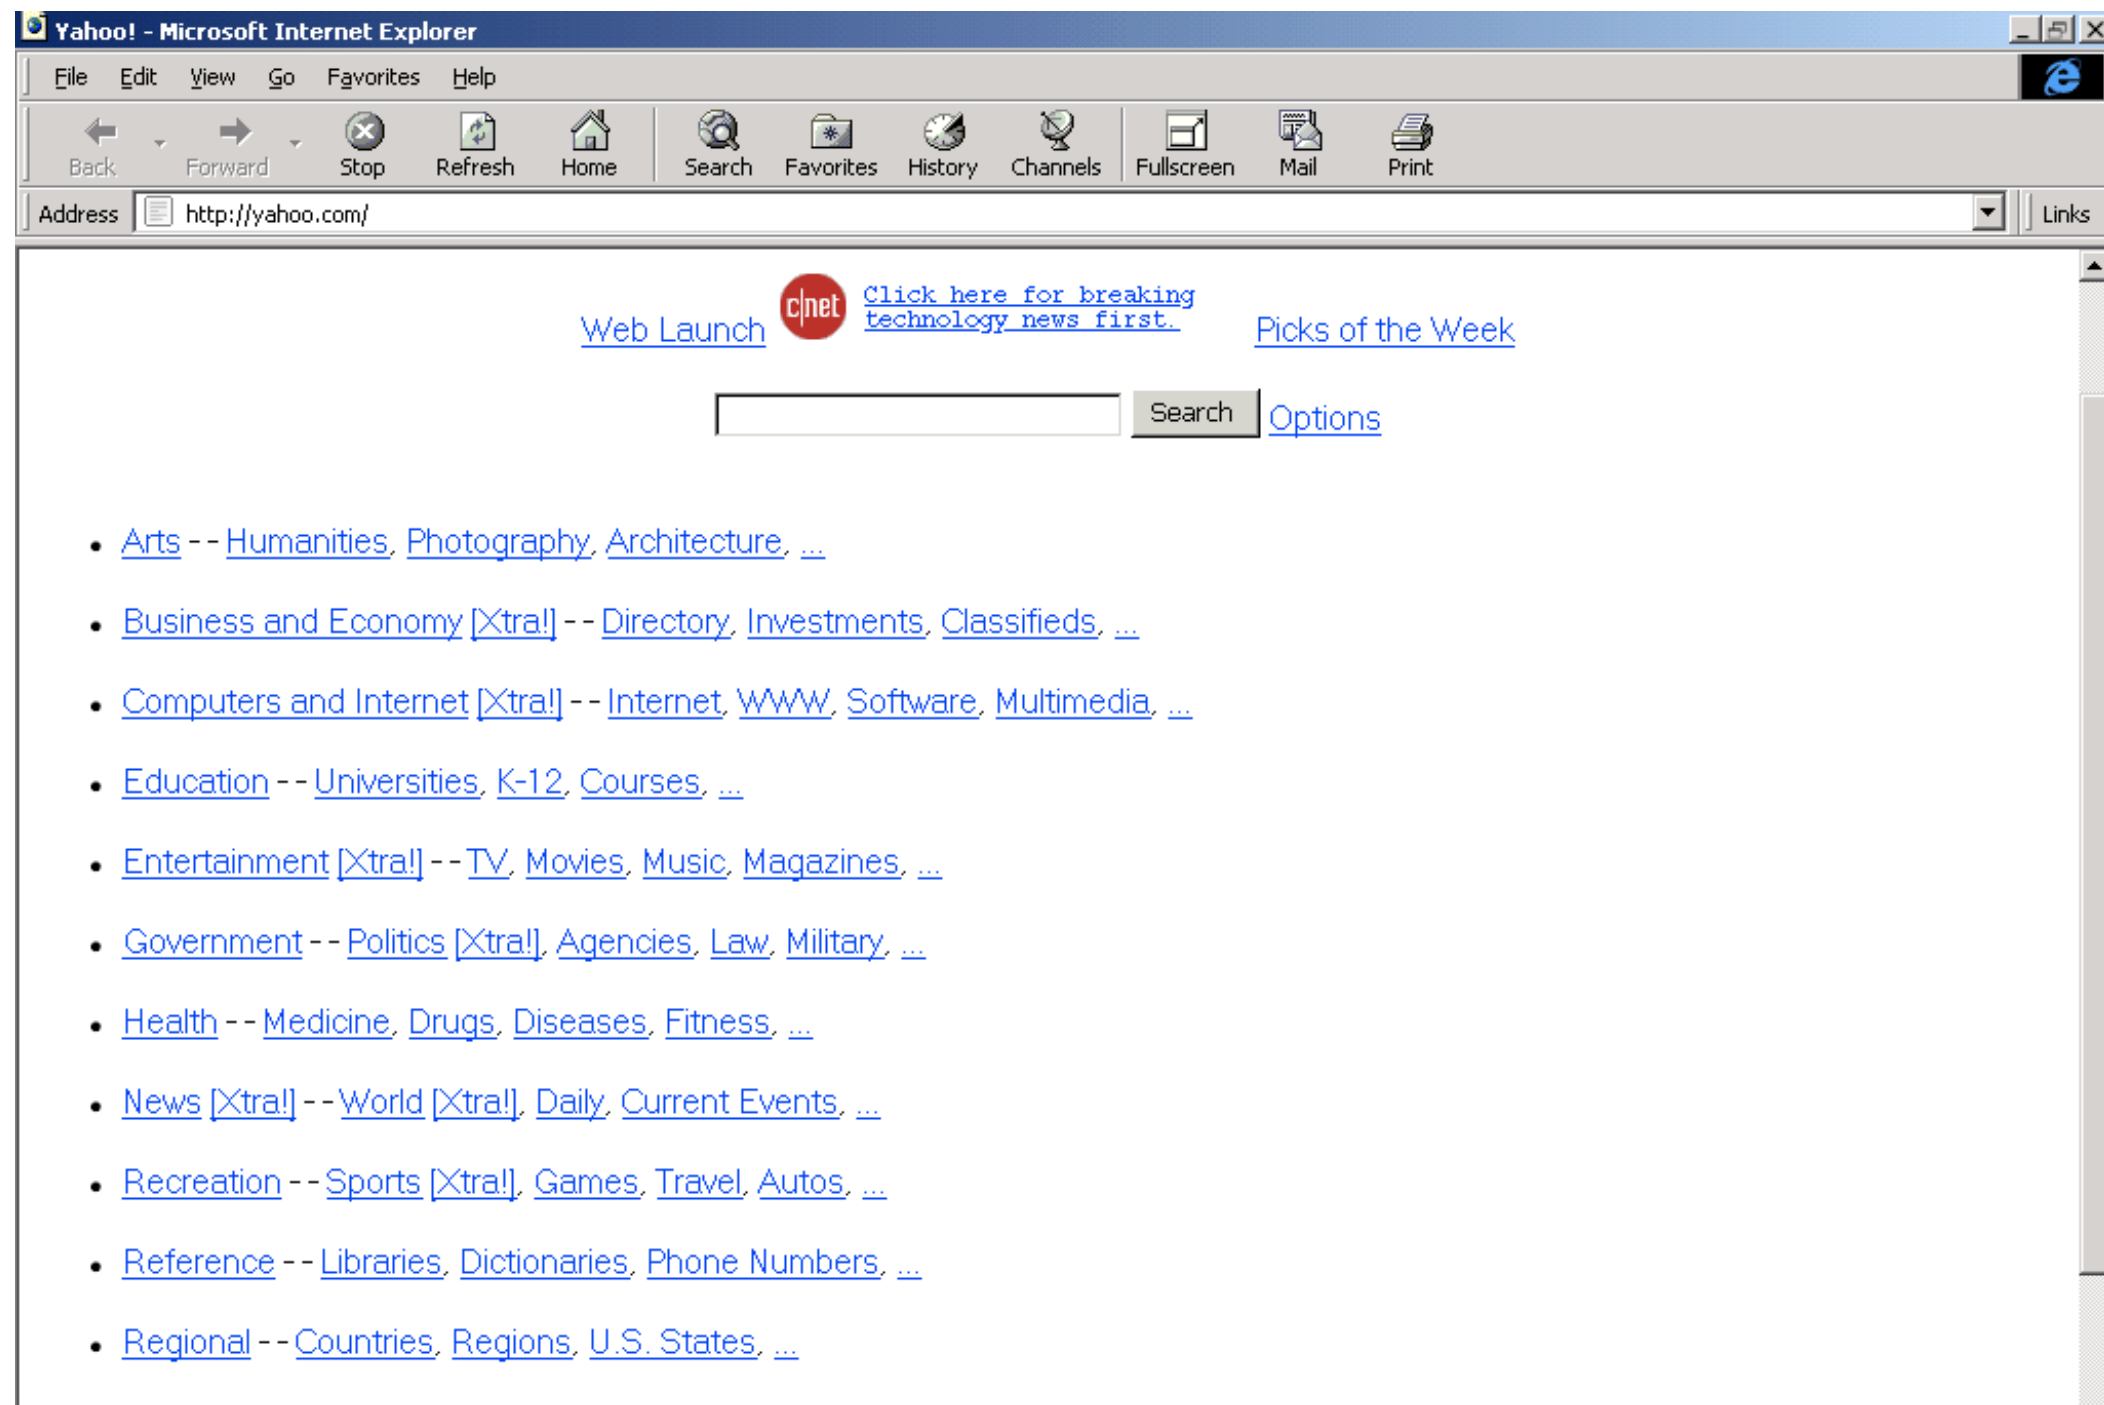 Yahoo! - Microsoft Internet Explorer
File Edit View Go Favorites Help
Back Forward Stop Refresh Home Search Favorites History Channels Fullscreen Mail Print
Address http://yahoo.com/ Links
Web Launch c|net Click here for breaking technology news first. Picks of the Week
Search Options
• Arts -- Humanities, Photography, Architecture, ...
• Business and Economy [Xtra!] -- Directory, Investments, Classifieds, ...
• Computers and Internet [Xtra!] -- Internet, WWW, Software, Multimedia, ...
• Education -- Universities, K-12, Courses, ...
• Entertainment [Xtra!] -- TV, Movies, Music, Magazines, ...
• Government -- Politics [Xtra!], Agencies, Law, Military, ...
• Health -- Medicine, Drugs, Diseases, Fitness, ...
• News [Xtra!] -- World [Xtra!], Daily, Current Events, ...
• Recreation -- Sports [Xtra!], Games, Travel, Autos, ...
• Reference -- Libraries, Dictionaries, Phone Numbers, ...
• Regional -- Countries, Regions, U.S. States, ...